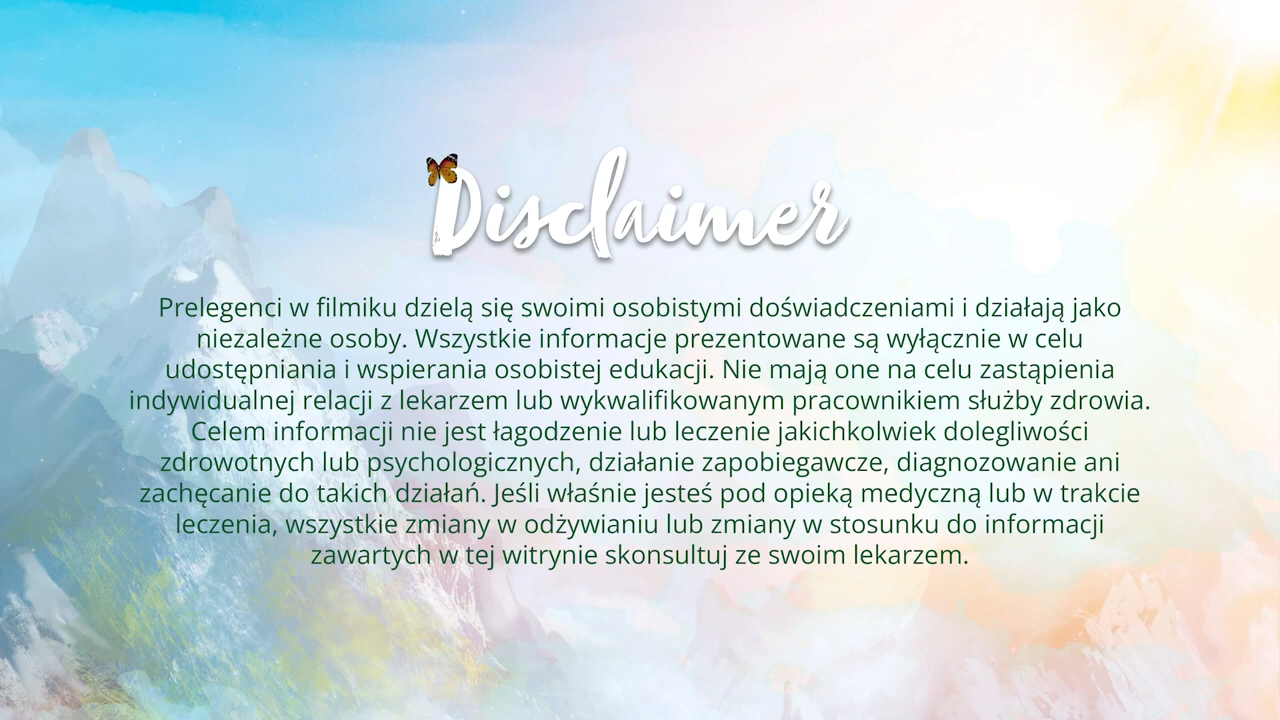 Disclaimer
Prelegenci w filmiku dzielą się swoimi osobistymi doświadczeniami i działają jako
niezależne osoby. Wszystkie informacje prezentowane są wyłącznie w celu
udostępniania i wspierania osobistej edukacji. Nie mają one na celu zastąpienia
indywidualnej relacji z lekarzem lub wykwalifikowanym pracownikiem służby zdrowia.
Celem informacji nie jest łagodzenie lub leczenie jakichkolwiek dolegliwości
zdrowotnych lub psychologicznych, działanie zapobiegawcze, diagnozowanie ani
zachęcanie do takich działań. Jeśli właśnie jesteś pod opieką medyczną lub w trakcie
leczenia, wszystkie zmiany w odżywianiu lub zmiany w stosunku do informacji
zawartych w tej witrynie skonsultuj ze swoim lekarzem.